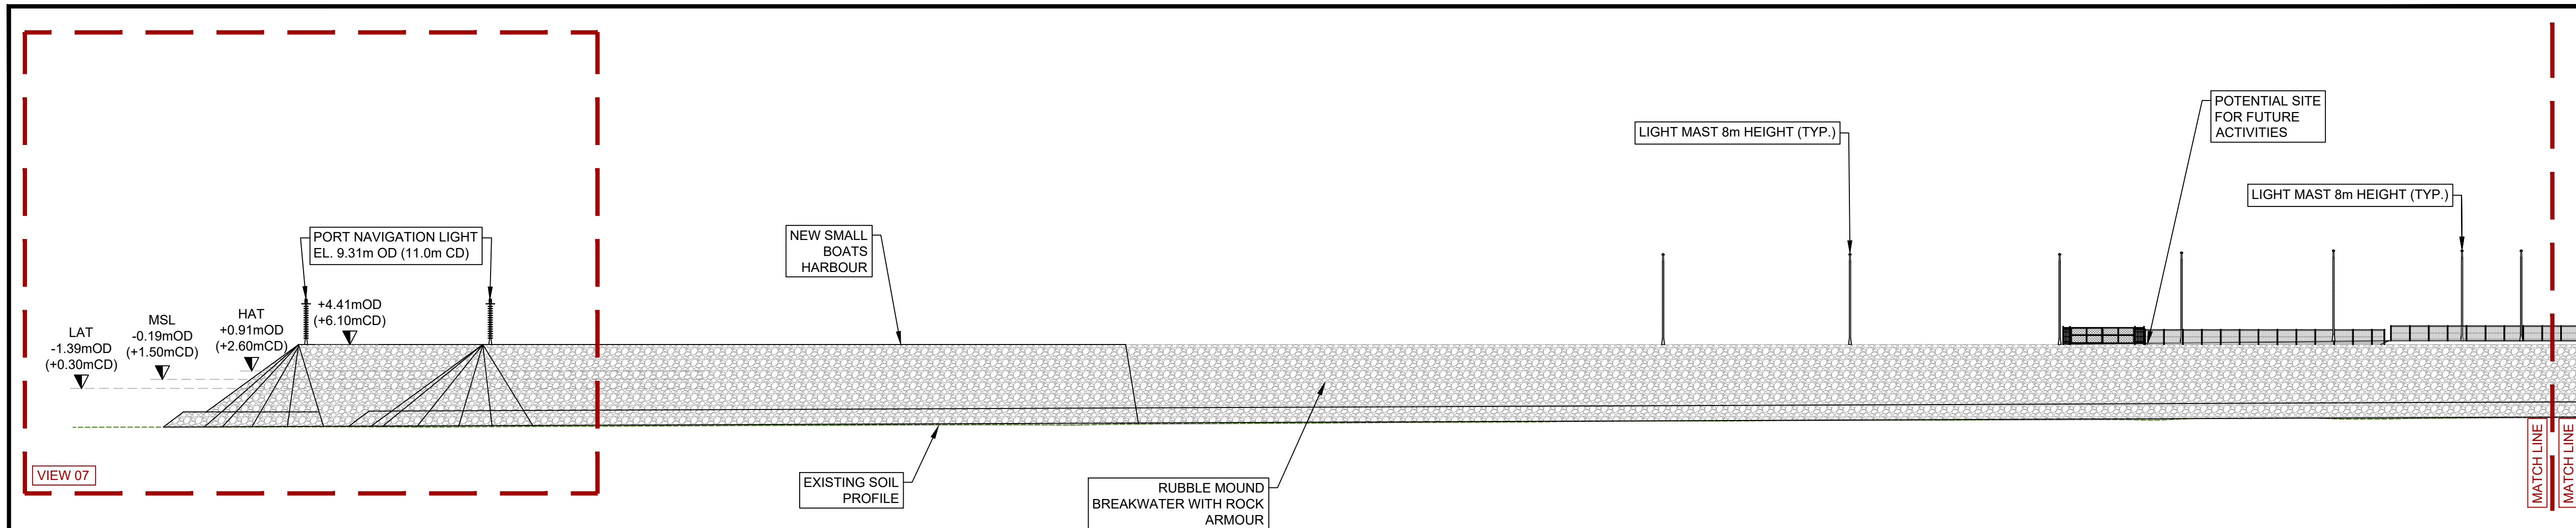 POTENTIAL SITE
FOR FUTURE
ACTIVITIES
LIGHT MAST 8m HEIGHT (TYP.)
LIGHT MAST 8m HEIGHT (TYP.)
PORT NAVIGATION LIGHT
EL. 9.31m OD (11.0m CD)
NEW SMALL
BOATS
HARBOUR
LAT
-1.39mOD
(+0.30mCD)
MSL
-0.19mOD
(+1.50mCD)
HAT
+0.91mOD
(+2.60mCD)
+4.41mOD
(+6.10mCD)
VIEW 07
EXISTING SOIL
PROFILE
RUBBLE MOUND
BREAKWATER WITH ROCK
ARMOUR
MATCH LINE
MATCH LINE